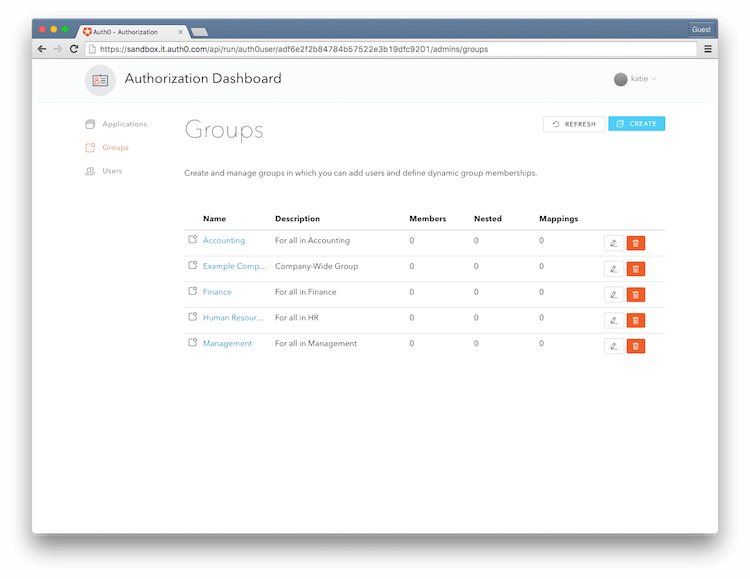 Auth0 - Authorization
Guest
https://sandbox.it.auth0.com/api/run/auth0user/adf6e2f2b84784b57522e3b19dfc9201/admins/groups
Authorization Dashboard
katie
Applications
Groups
Users
Groups
REFRESH
CREATE
Create and manage groups in which you can add users and define dynamic group memberships.
Name Description Members Nested Mappings
Accounting For all in Accounting 0 0 0
Example Comp... Company-Wide Group 0 0 0
Finance For all in Finance 0 0 0
Human Resour... For all in HR 0 0 0
Management For all in Management 0 0 0